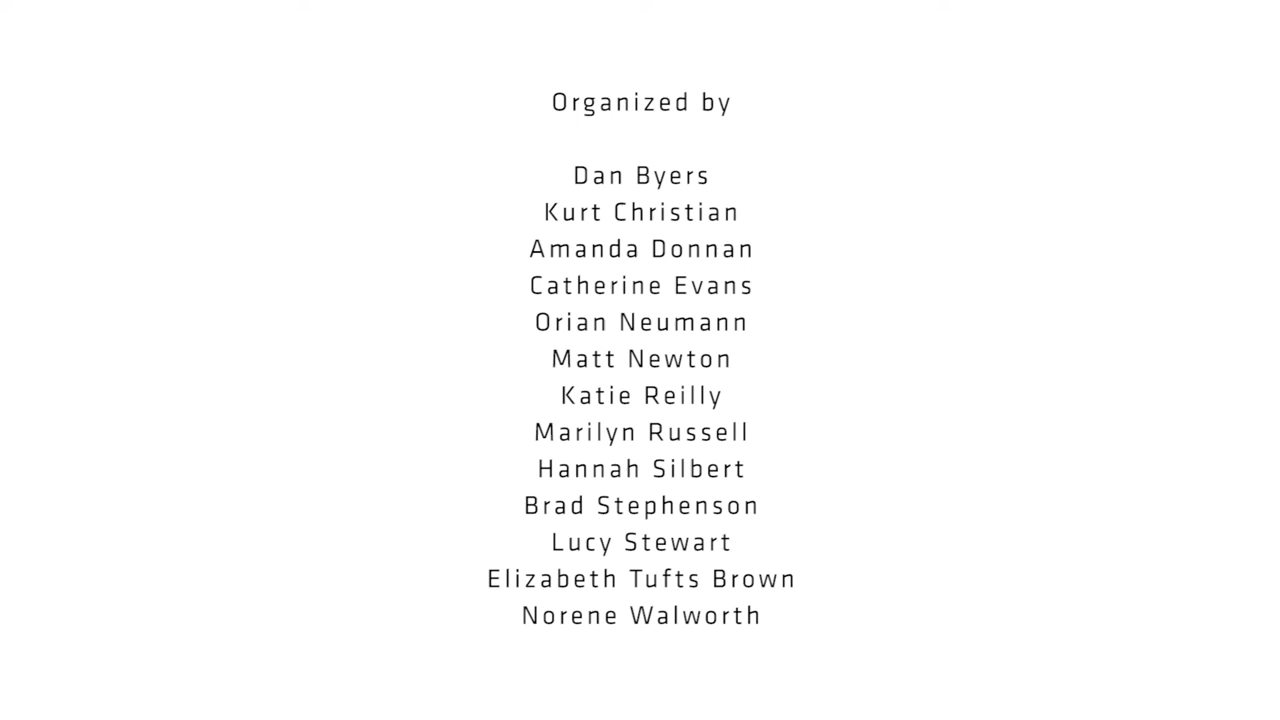 Organized by
Dan Byers
Kurt Christian
Amanda Donnan
Catherine Evans
Orian Neumann
Matt Newton
Katie Reilly
Marilyn Russell
Hannah Silbert
Brad Stephenson
Lucy Stewart
Elizabeth Tufts Brown
Norene Walworth